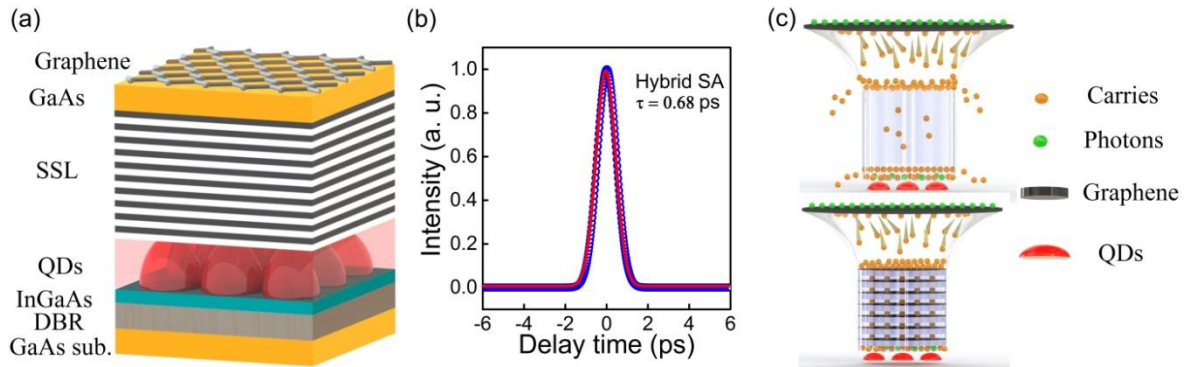 (a)
Graphene
GaAs
SSL
QDs
InGaAs
DBR
GaAs sub.
(b)
Intensity (a. u.)
1.0
0.8
0.6
0.4
0.2
0.0
Hybrid SA
τ = 0.68 ps
-6 -4 -2 0 2 4 6
Delay time (ps)
(c)
Carries
Photons
Graphene
QDs